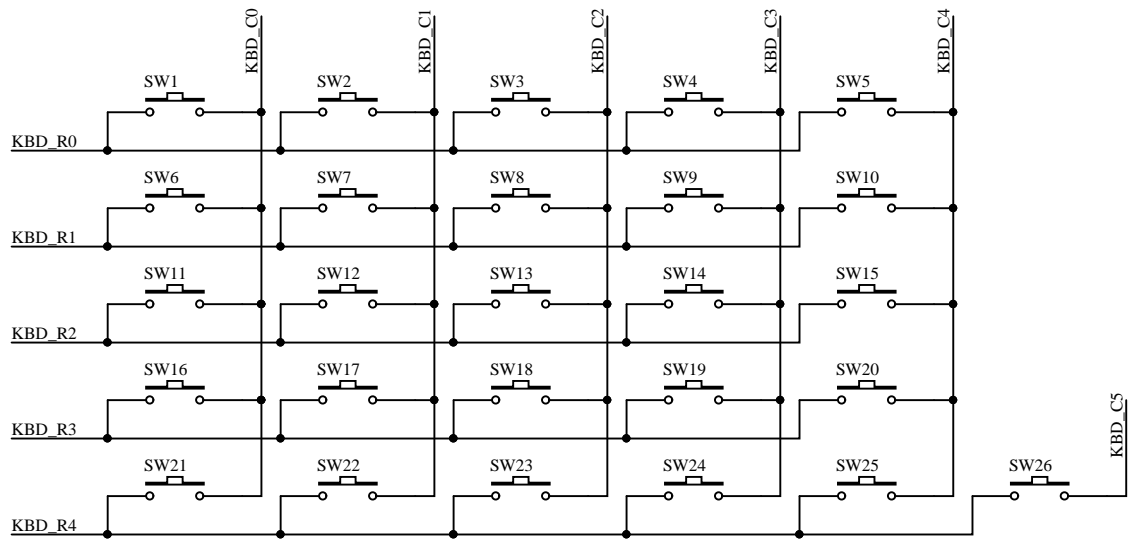 KBD_C0
KBD_C1
KBD_C2
KBD_C3
KBD_C4
SW1
SW2
SW3
SW4
SW5
KBD_R0
SW6
SW7
SW8
SW9
SW10
KBD_R1
SW11
SW12
SW13
SW14
SW15
KBD_R2
SW16
SW17
SW18
SW19
SW20
KBD_R3
KBD_C5
SW21
SW22
SW23
SW24
SW25
SW26
KBD_R4